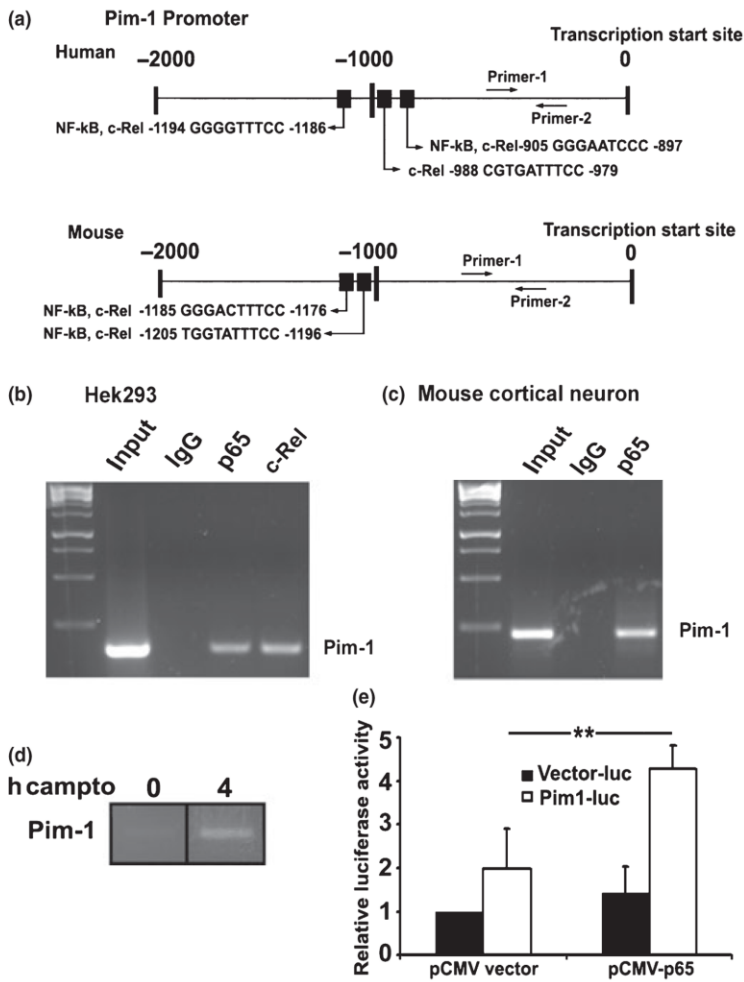 (a) Pim-1 Promoter
Human
−2000 −1000 Transcription start site
0
Primer-1
Primer-2
NF-kB, c-Rel -1194 GGGGTTTCC -1186
NF-kB, c-Rel-905 GGGAATCCC -897
c-Rel -988 CGTGATTTCC -979
Mouse
−2000 −1000 Transcription start site
0
Primer-1
Primer-2
NF-kB, c-Rel -1185 GGGACTTTCC -1176
NF-kB, c-Rel -1205 TGGTATTTCC -1196
(b) Hek293
Input IgG p65 c-Rel
Pim-1
(c) Mouse cortical neuron
Input IgG p65
Pim-1
(d)
h campto 0 4
Pim-1
(e)
Relative luciferase activity
5
4
3
2
1
0
**
Vector-luc
Pim1-luc
pCMV vector pCMV-p65